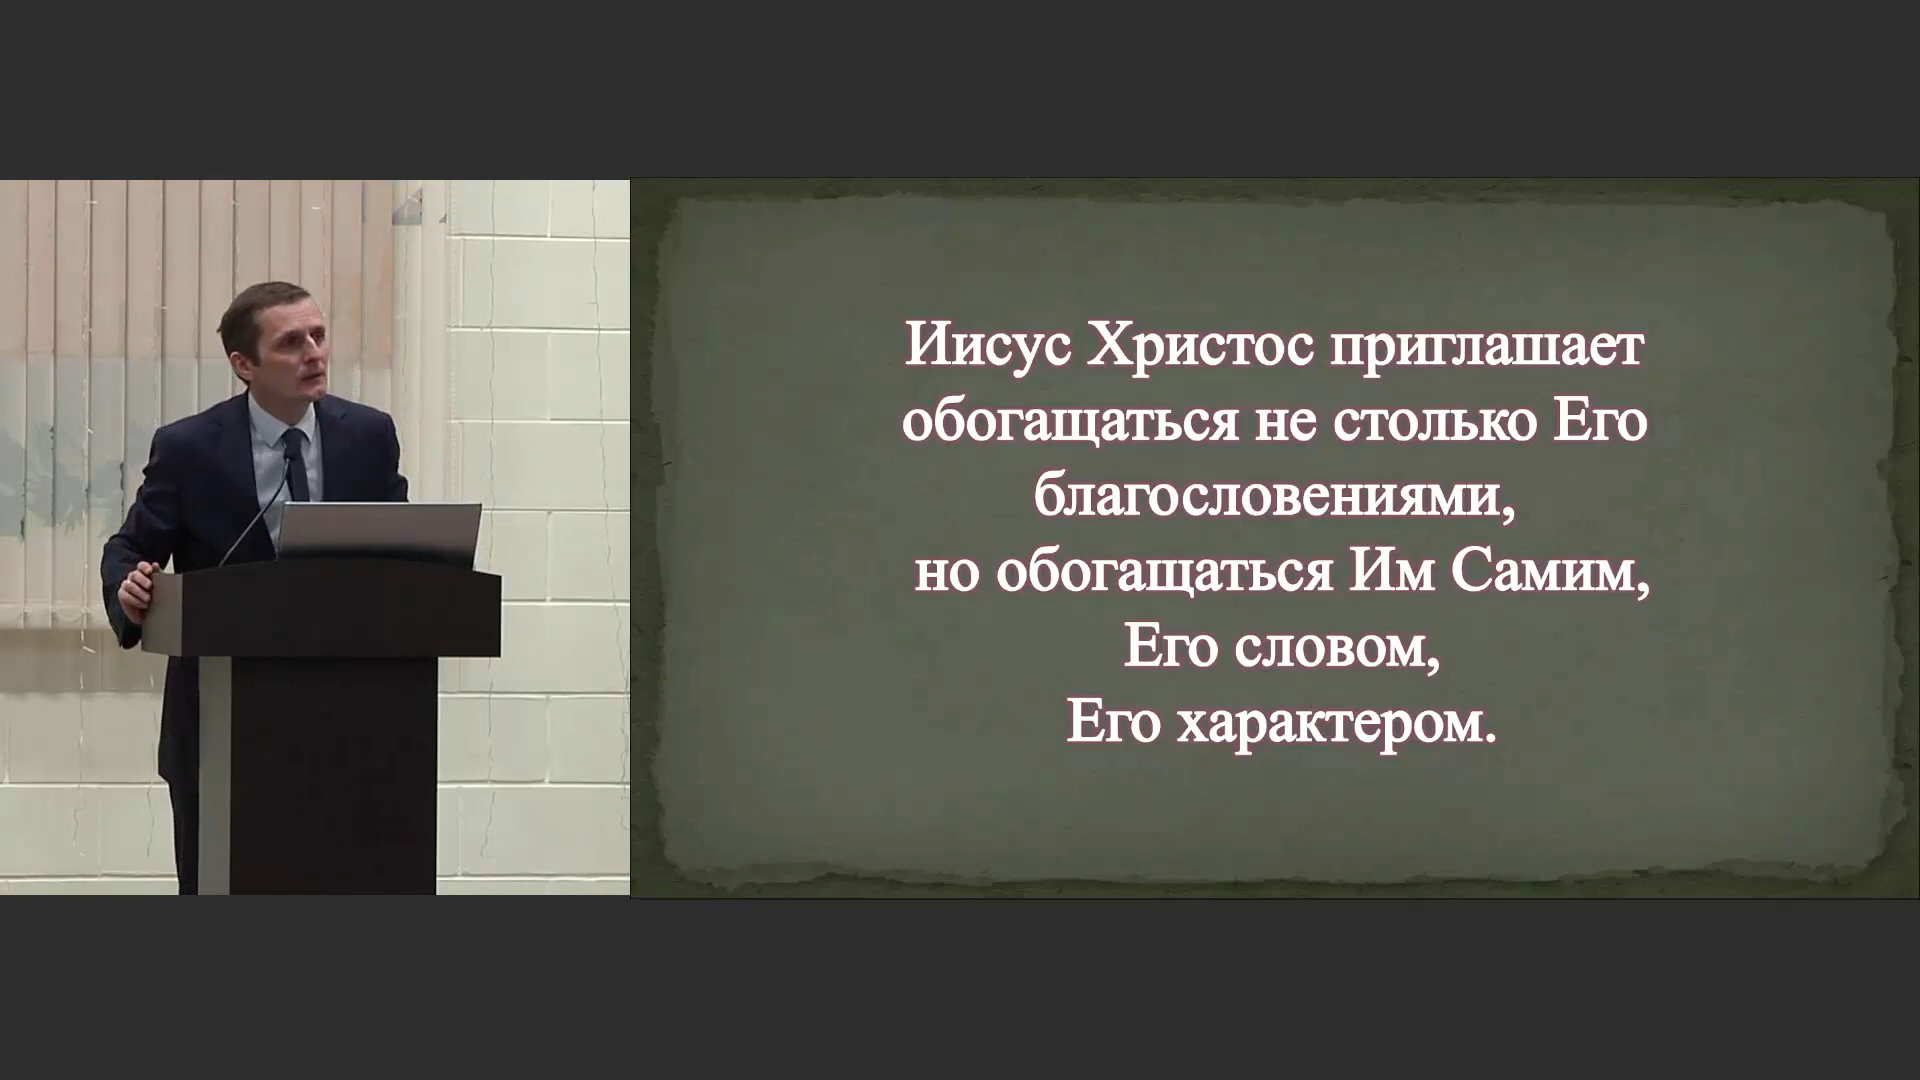 Иисус Христос приглашает
обогащаться не столько Его
благословениями,
но обогащаться Им Самим,
Его словом,
Его характером.